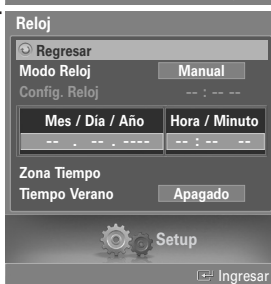 Reloj
Regresar
Modo Reloj Manual
Config. Reloj -- : -- --
Mes / Día / Año Hora / Minuto
-- . -- . ---- -- : -- --
Zona Tiempo
Tiempo Verano Apagado
Setup
Ingresar